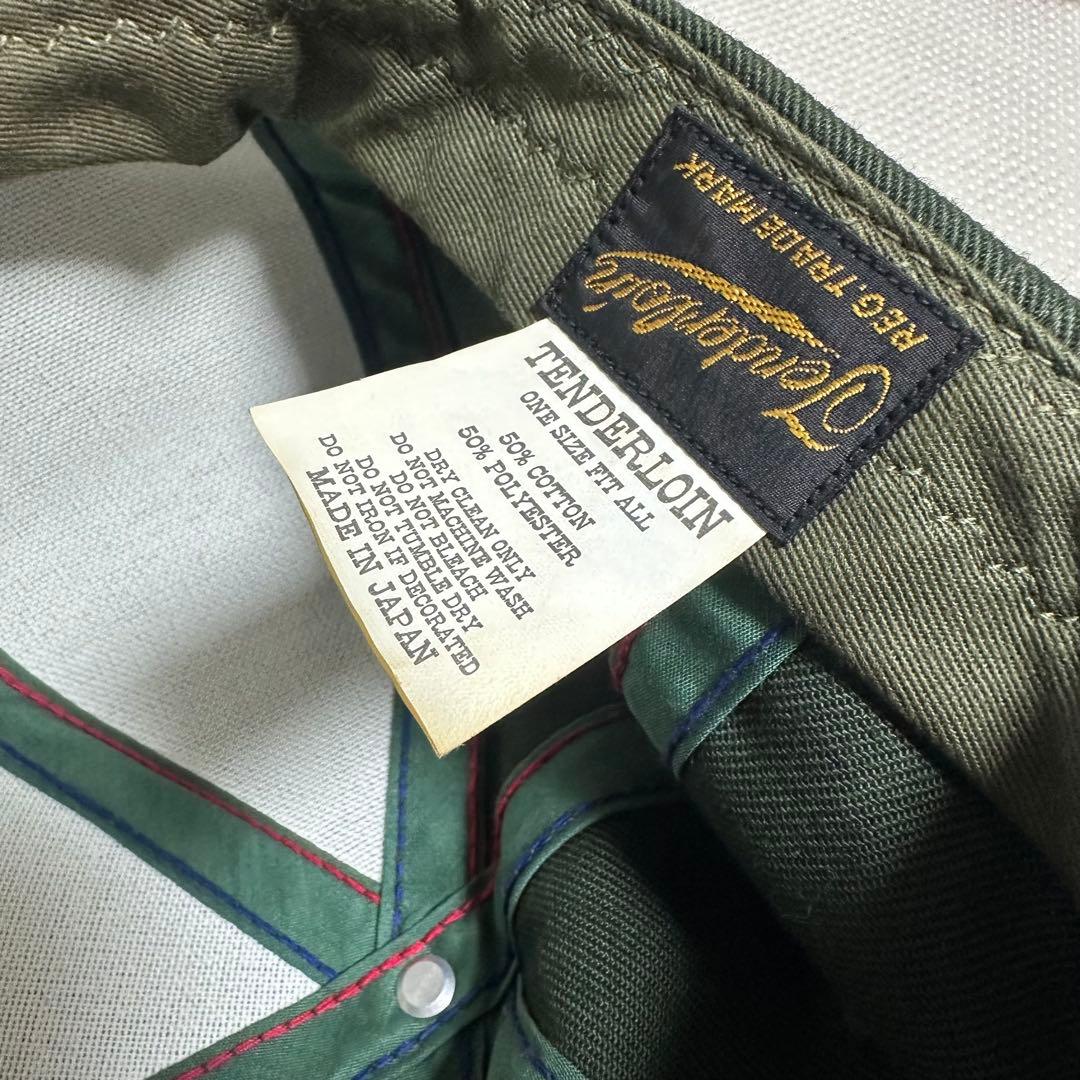 Tenderloin
REG. TRADE MARK
TENDERLOIN
ONE SIZE FIT ALL
50% COTTON
50% POLYESTER
DRY CLEAN ONLY
DO NOT MACHINE WASH
DO NOT BLEACH
DO NOT TUMBLE DRY
DO NOT IRON IF DECORATED
MADE IN JAPAN